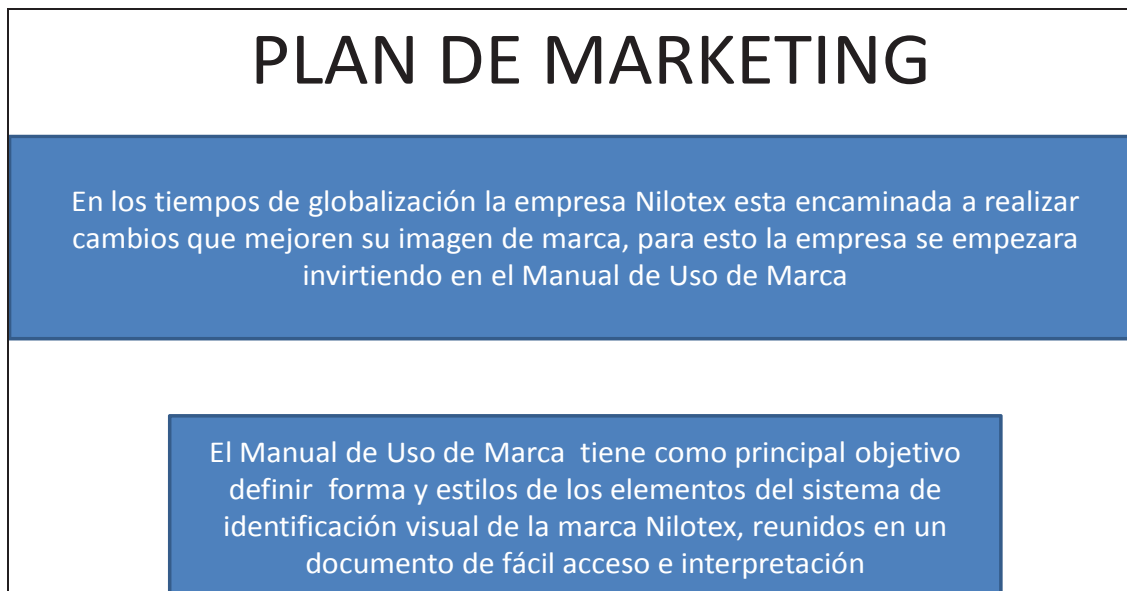 PLAN DE MARKETING
En los tiempos de globalización la empresa Nilotex esta encaminada a realizar
cambios que mejoren su imagen de marca, para esto la empresa se empezara
invirtiendo en el Manual de Uso de Marca
El Manual de Uso de Marca  tiene como principal objetivo
definir  forma y estilos de los elementos del sistema de
identificación visual de la marca Nilotex, reunidos en un
documento de fácil acceso e interpretación